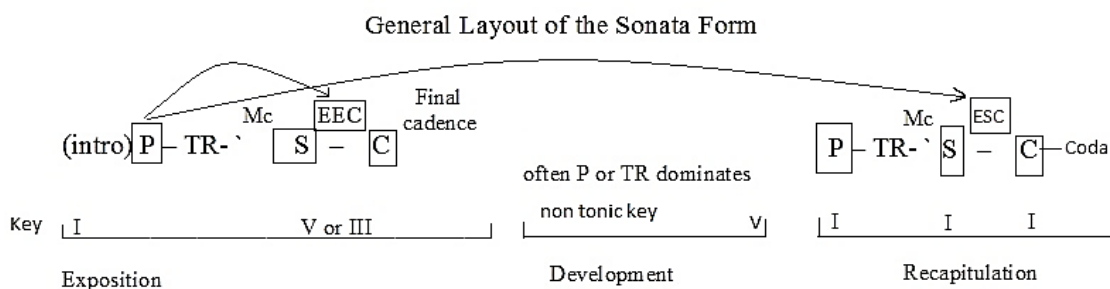 General Layout of the Sonata Form
Mc EEC Final
cadence
(intro) P – TR- ` S – C
often P or TR dominates
Mc ESC
P – TR- ` S – C — Coda
Key I V or III non tonic key V I I I
Exposition Development Recapitulation